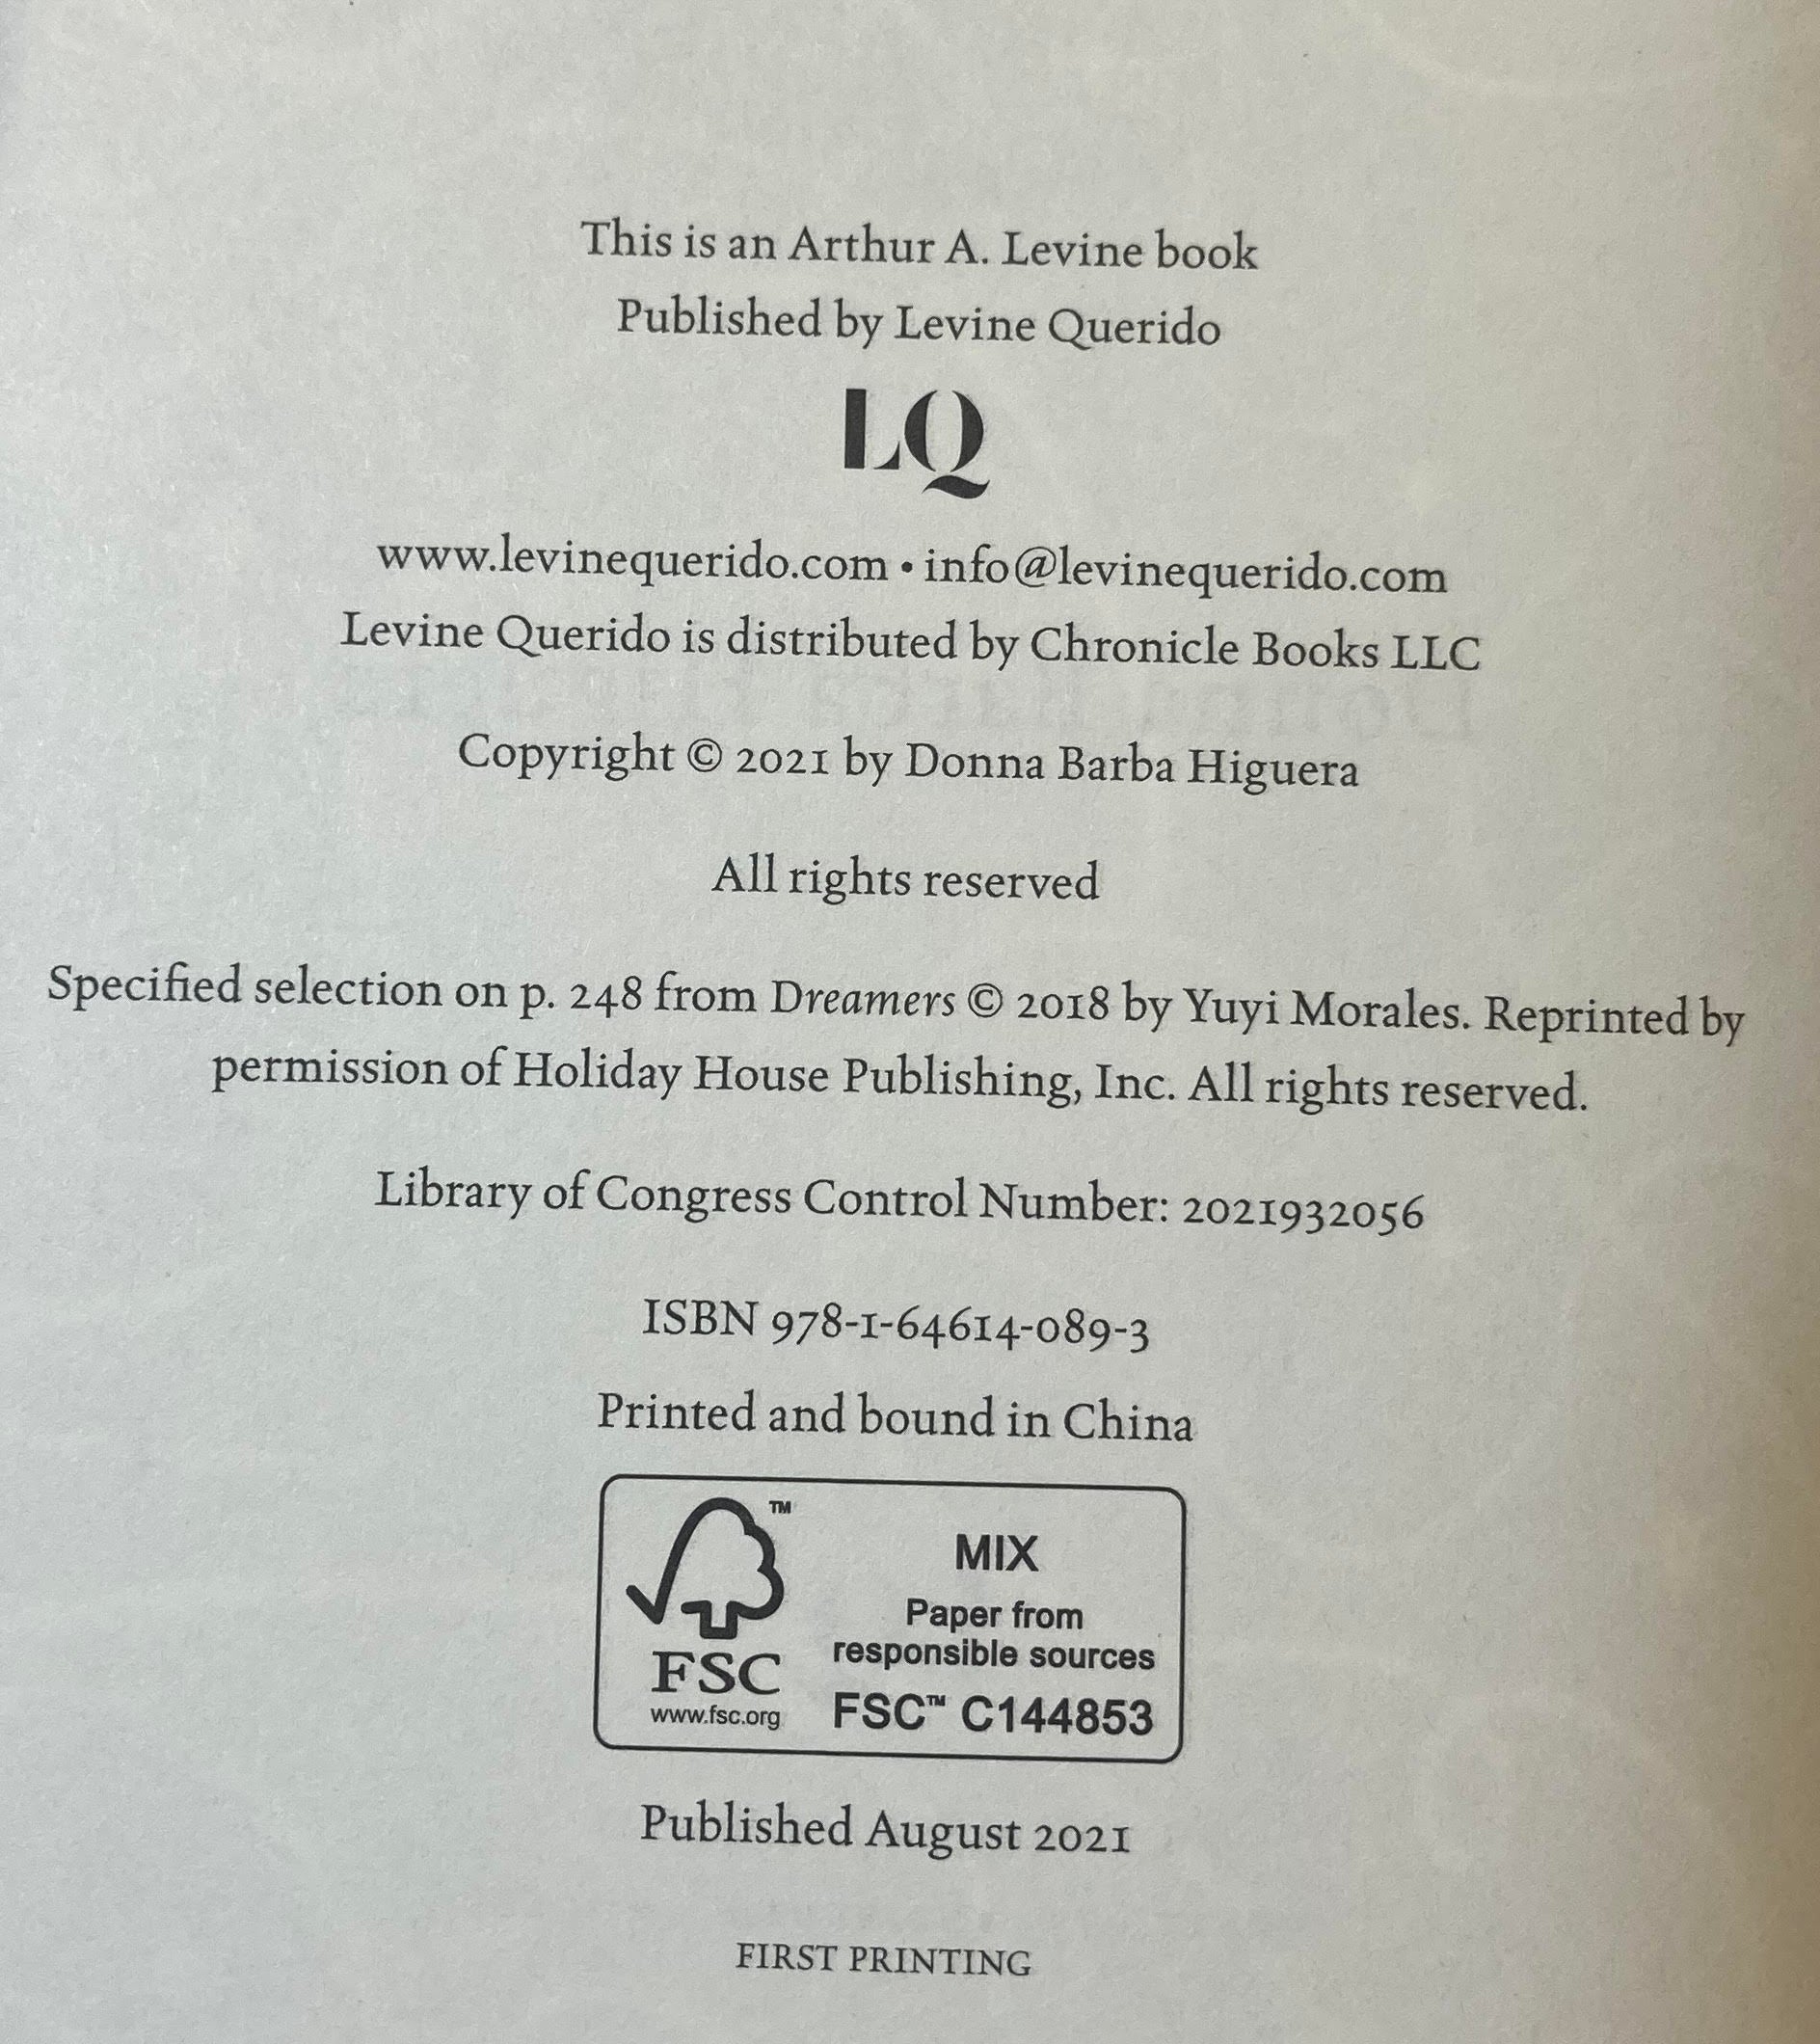 This is an Arthur A. Levine book
Published by Levine Querido
LQ
www.levinequerido.com • info@levinequerido.com
Levine Querido is distributed by Chronicle Books LLC
Copyright © 2021 by Donna Barba Higuera
All rights reserved
Specified selection on p. 248 from Dreamers © 2018 by Yuyi Morales. Reprinted by
permission of Holiday House Publishing, Inc. All rights reserved.
Library of Congress Control Number: 2021932056
ISBN 978-1-64614-089-3
Printed and bound in China
TM
FSC
www.fsc.org
MIX
Paper from
responsible sources
FSC™ C144853
Published August 2021
FIRST PRINTING